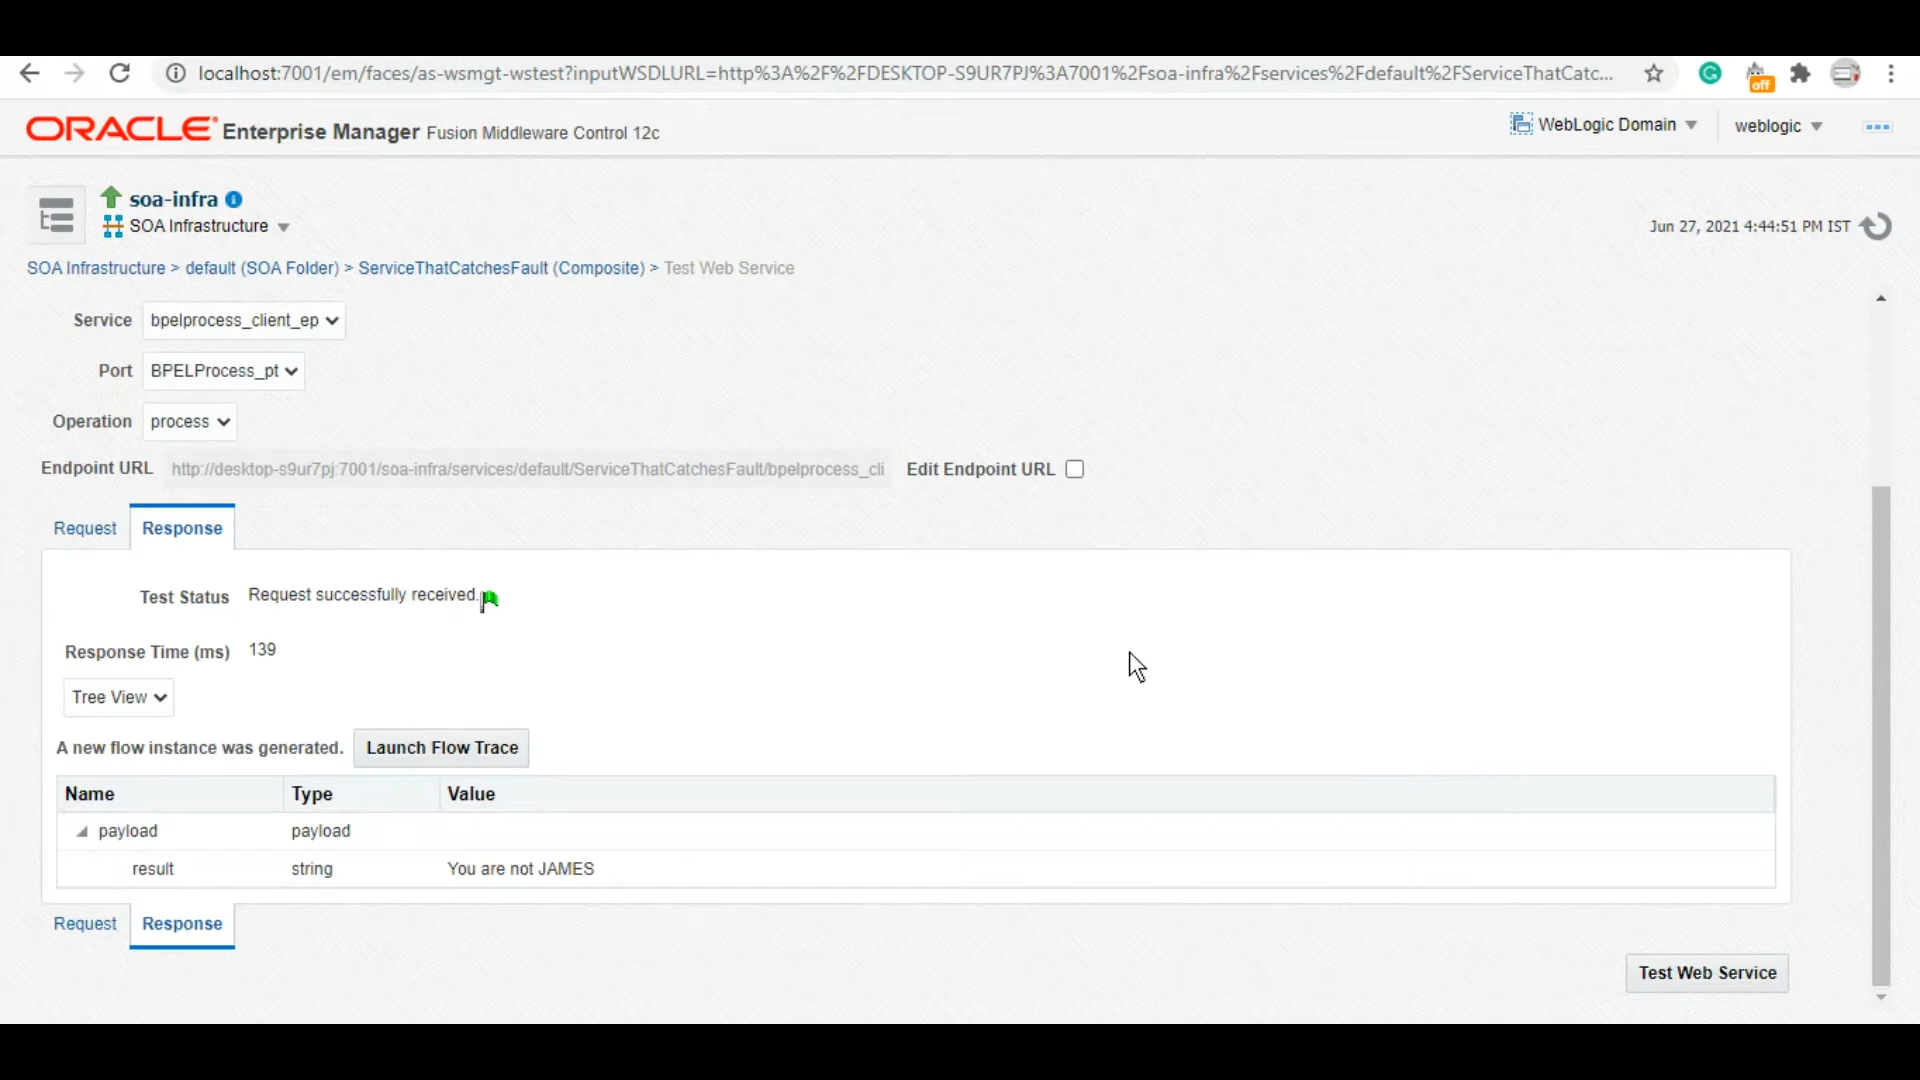 localhost:7001/em/faces/as-wsmgt-wstest?inputWSDLURL=http%3A%2F%2FDESKTOP-S9UR7PJ%3A7001%2Fsoa-infra%2Fservices%2Fdefault%2FServiceThatCatc...
off
ORACLE Enterprise Manager Fusion Middleware Control 12c
WebLogic Domain
weblogic
soa-infra
SOA Infrastructure
Jun 27, 2021 4:44:51 PM IST
SOA Infrastructure > default (SOA Folder) > ServiceThatCatchesFault (Composite) > Test Web Service
Service bpelprocess_client_ep
Port BPELProcess_pt
Operation process
Endpoint URL http://desktop-s9ur7pj:7001/soa-infra/services/default/ServiceThatCatchesFault/bpelprocess_cli Edit Endpoint URL
Request Response
Test Status Request successfully received.
Response Time (ms) 139
Tree View
A new flow instance was generated. Launch Flow Trace
Name Type Value
payload payload
result string You are not JAMES
Request Response
Test Web Service